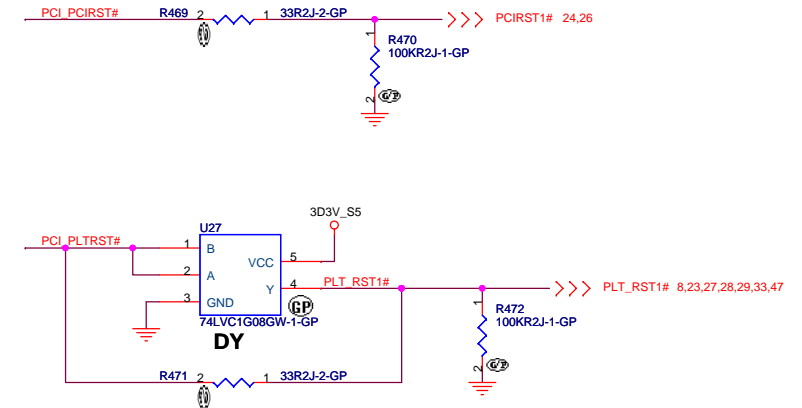 PCI_PCIRST# R469 2 1 33R2J-2-GP PCIRST1# 24,26
1 R470
100KR2J-1-GP
2 G/P
3D3V_S5
U27
PCI_PLTRST# 1 B
VCC 5
2 A
Y 4 PLT_RST1# PLT_RST1# 8,23,27,28,29,33,47
3 GND GP
1 R472
74LVC1G08GW-1-GP 100KR2J-1-GP
DY
2 G/P
R471 2 1 33R2J-2-GP